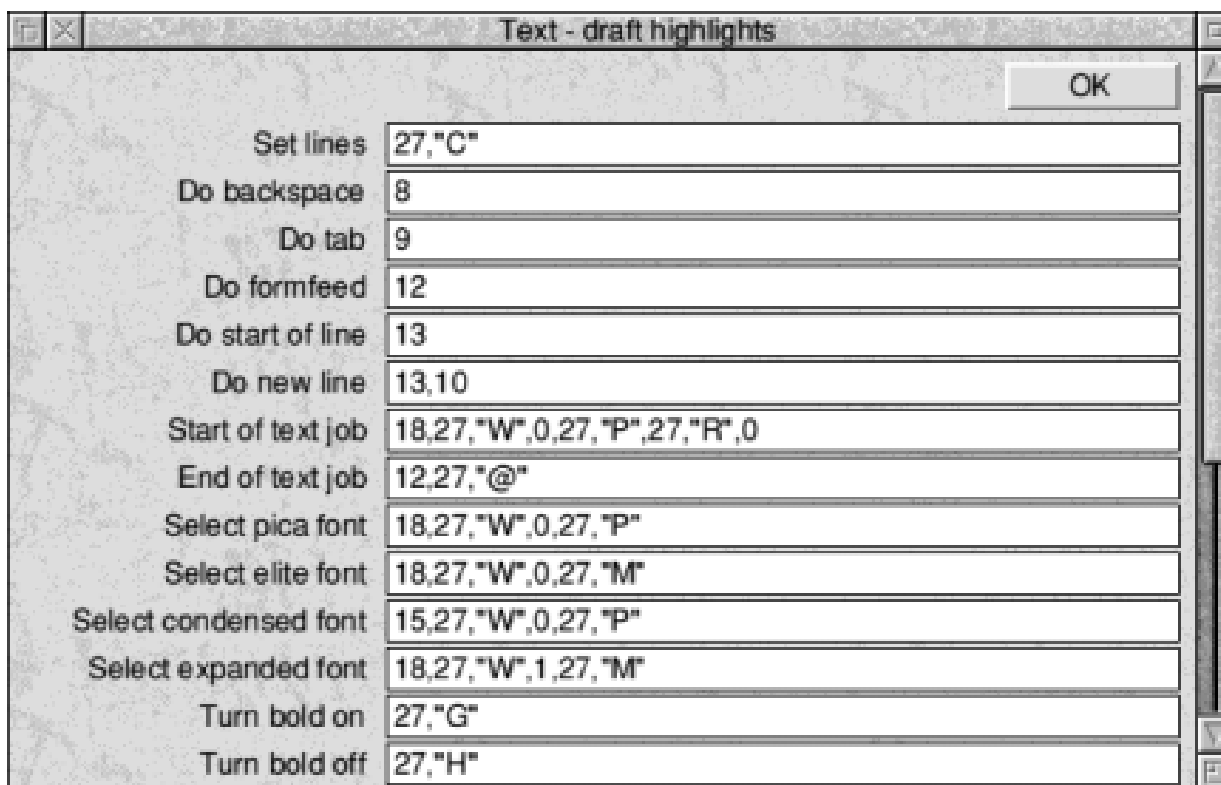 Text - draft highlights
OK
Set lines 27,"C"
Do backspace 8
Do tab 9
Do formfeed 12
Do start of line 13
Do new line 13,10
Start of text job 18,27,"W",0,27,"P",27,"R",0
End of text job 12,27,"@"
Select pica font 18,27,"W",0,27,"P"
Select elite font 18,27,"W",0,27,"M"
Select condensed font 15,27,"W",0,27,"P"
Select expanded font 18,27,"W",1,27,"M"
Turn bold on 27,"G"
Turn bold off 27,"H"